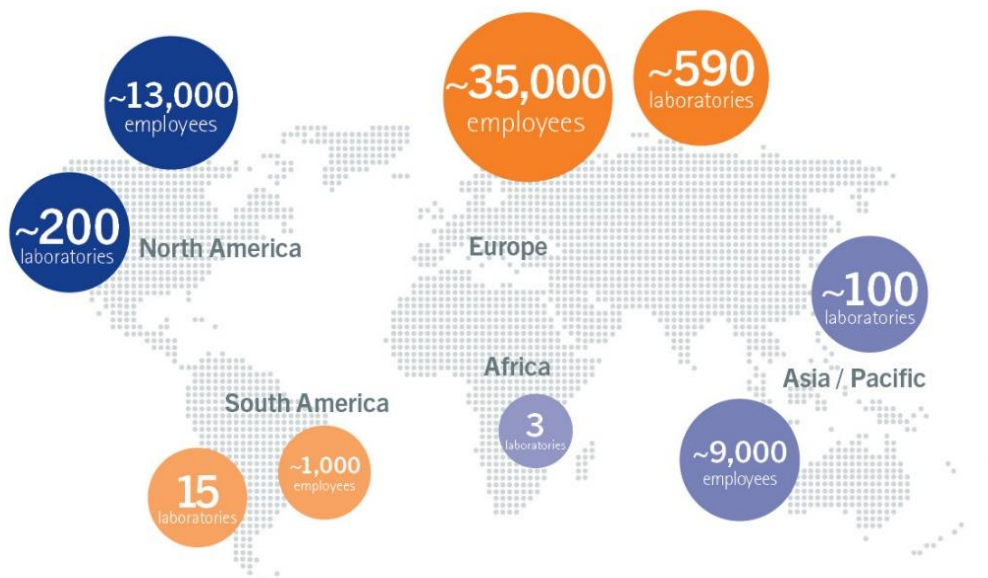 ~13,000
employees
~200
laboratories
North America
~35,000
employees
~590
laboratories
Europe
~100
laboratories
Asia / Pacific
~9,000
employees
Africa
3
laboratories
South America
15
laboratories
~1,000
employees